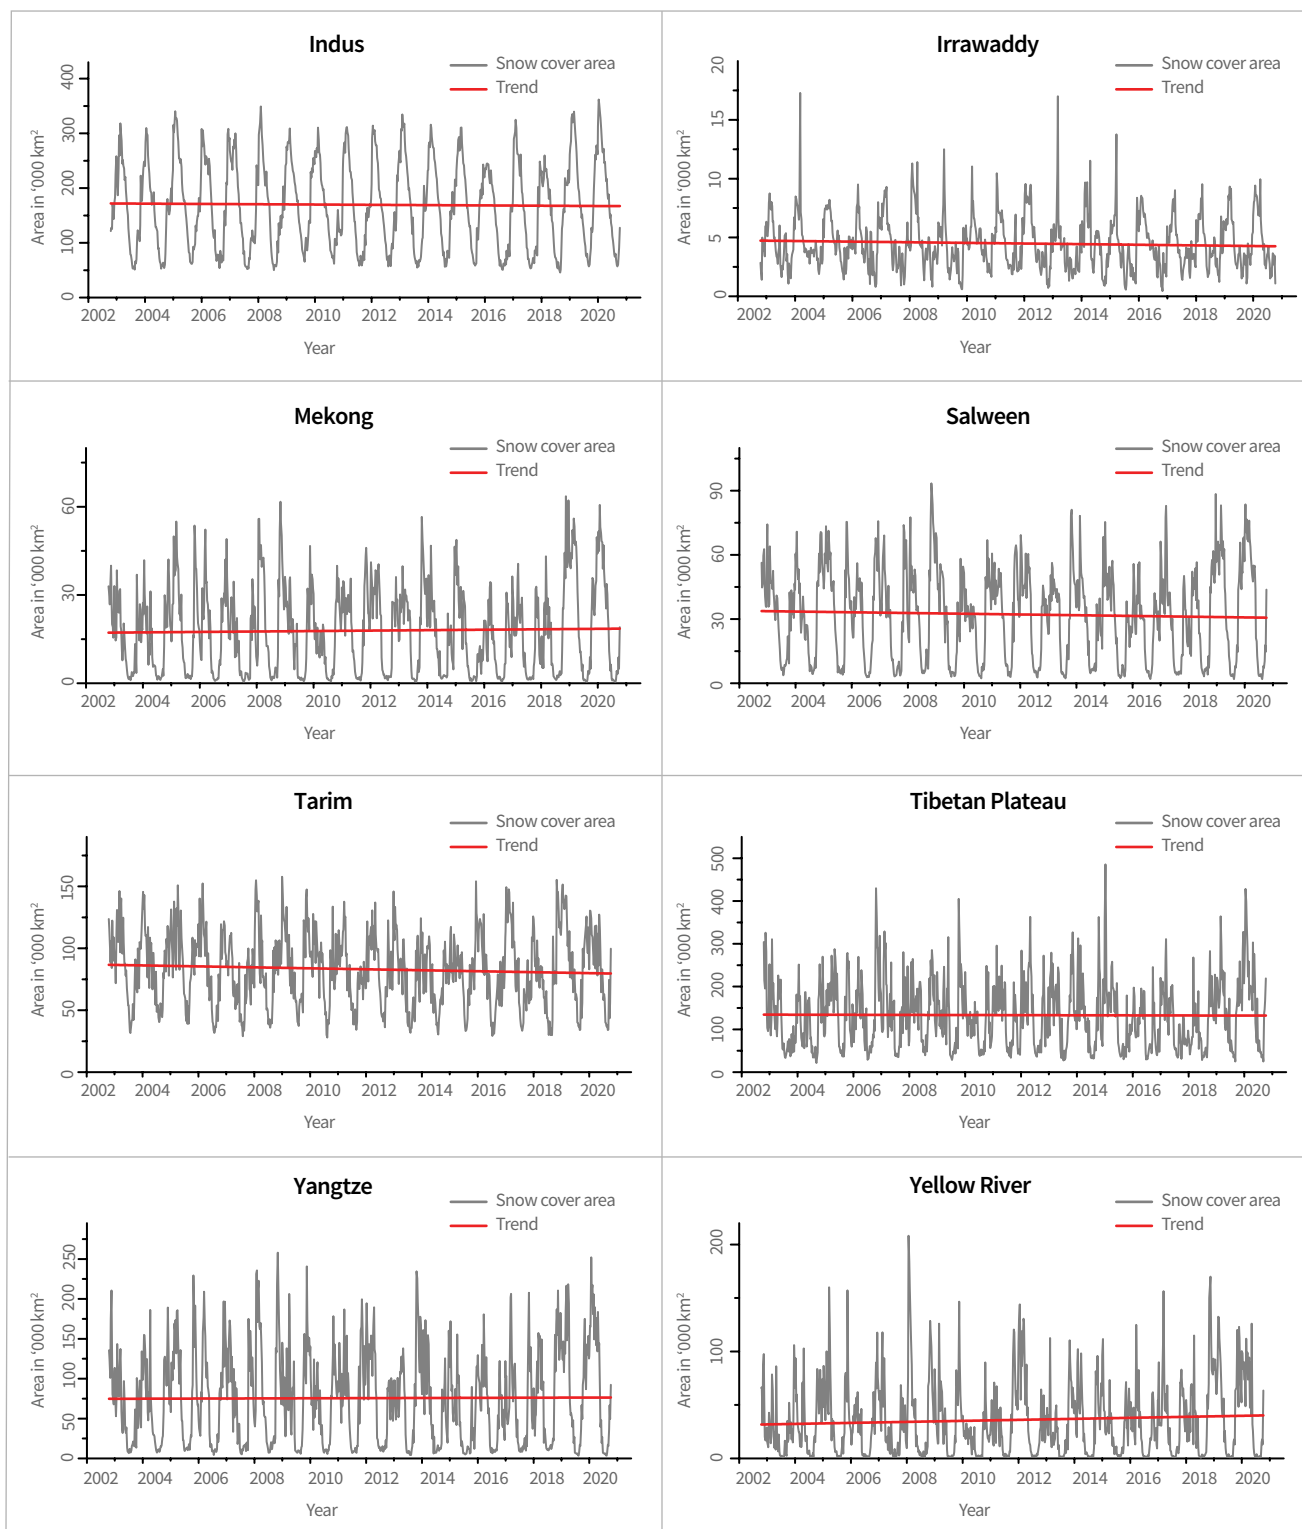 Indus
Snow cover area
Trend
Area in ‘000 km²
400
300
200
100
0
2002 2004 2006 2008 2010 2012 2014 2016 2018 2020
Year
Irrawaddy
Snow cover area
Trend
Area in ‘000 km²
20
15
10
5
0
2002 2004 2006 2008 2010 2012 2014 2016 2018 2020
Year
Mekong
Snow cover area
Trend
Area in ‘000 km²
60
30
0
2002 2004 2006 2008 2010 2012 2014 2016 2018 2020
Year
Salween
Snow cover area
Trend
Area in ‘000 km²
90
60
30
0
2002 2004 2006 2008 2010 2012 2014 2016 2018 2020
Year
Tarim
Snow cover area
Trend
Area in ‘000 km²
150
100
50
0
2002 2004 2006 2008 2010 2012 2014 2016 2018 2020
Year
Tibetan Plateau
Snow cover area
Trend
Area in ‘000 km²
500
400
300
200
100
0
2002 2004 2006 2008 2010 2012 2014 2016 2018 2020
Year
Yangtze
Snow cover area
Trend
Area in ‘000 km²
250
200
150
100
50
0
2002 2004 2006 2008 2010 2012 2014 2016 2018 2020
Year
Yellow River
Snow cover area
Trend
Area in ‘000 km²
200
100
0
2002 2004 2006 2008 2010 2012 2014 2016 2018 2020
Year